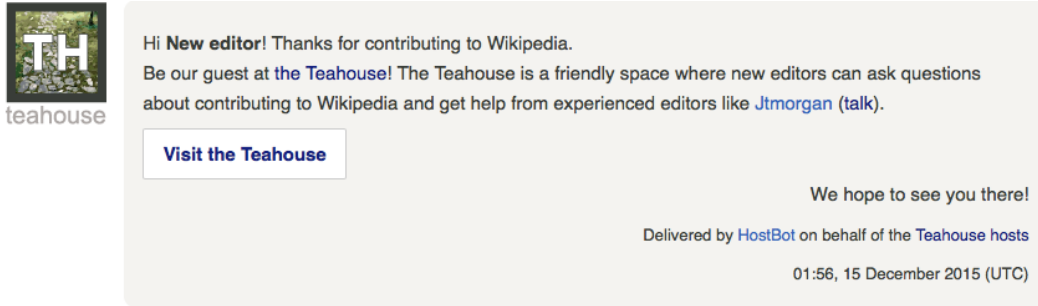 TH
teahouse
Hi New editor! Thanks for contributing to Wikipedia.
Be our guest at the Teahouse! The Teahouse is a friendly space where new editors can ask questions
about contributing to Wikipedia and get help from experienced editors like Jtmorgan (talk).
Visit the Teahouse
We hope to see you there!
Delivered by HostBot on behalf of the Teahouse hosts
01:56, 15 December 2015 (UTC)